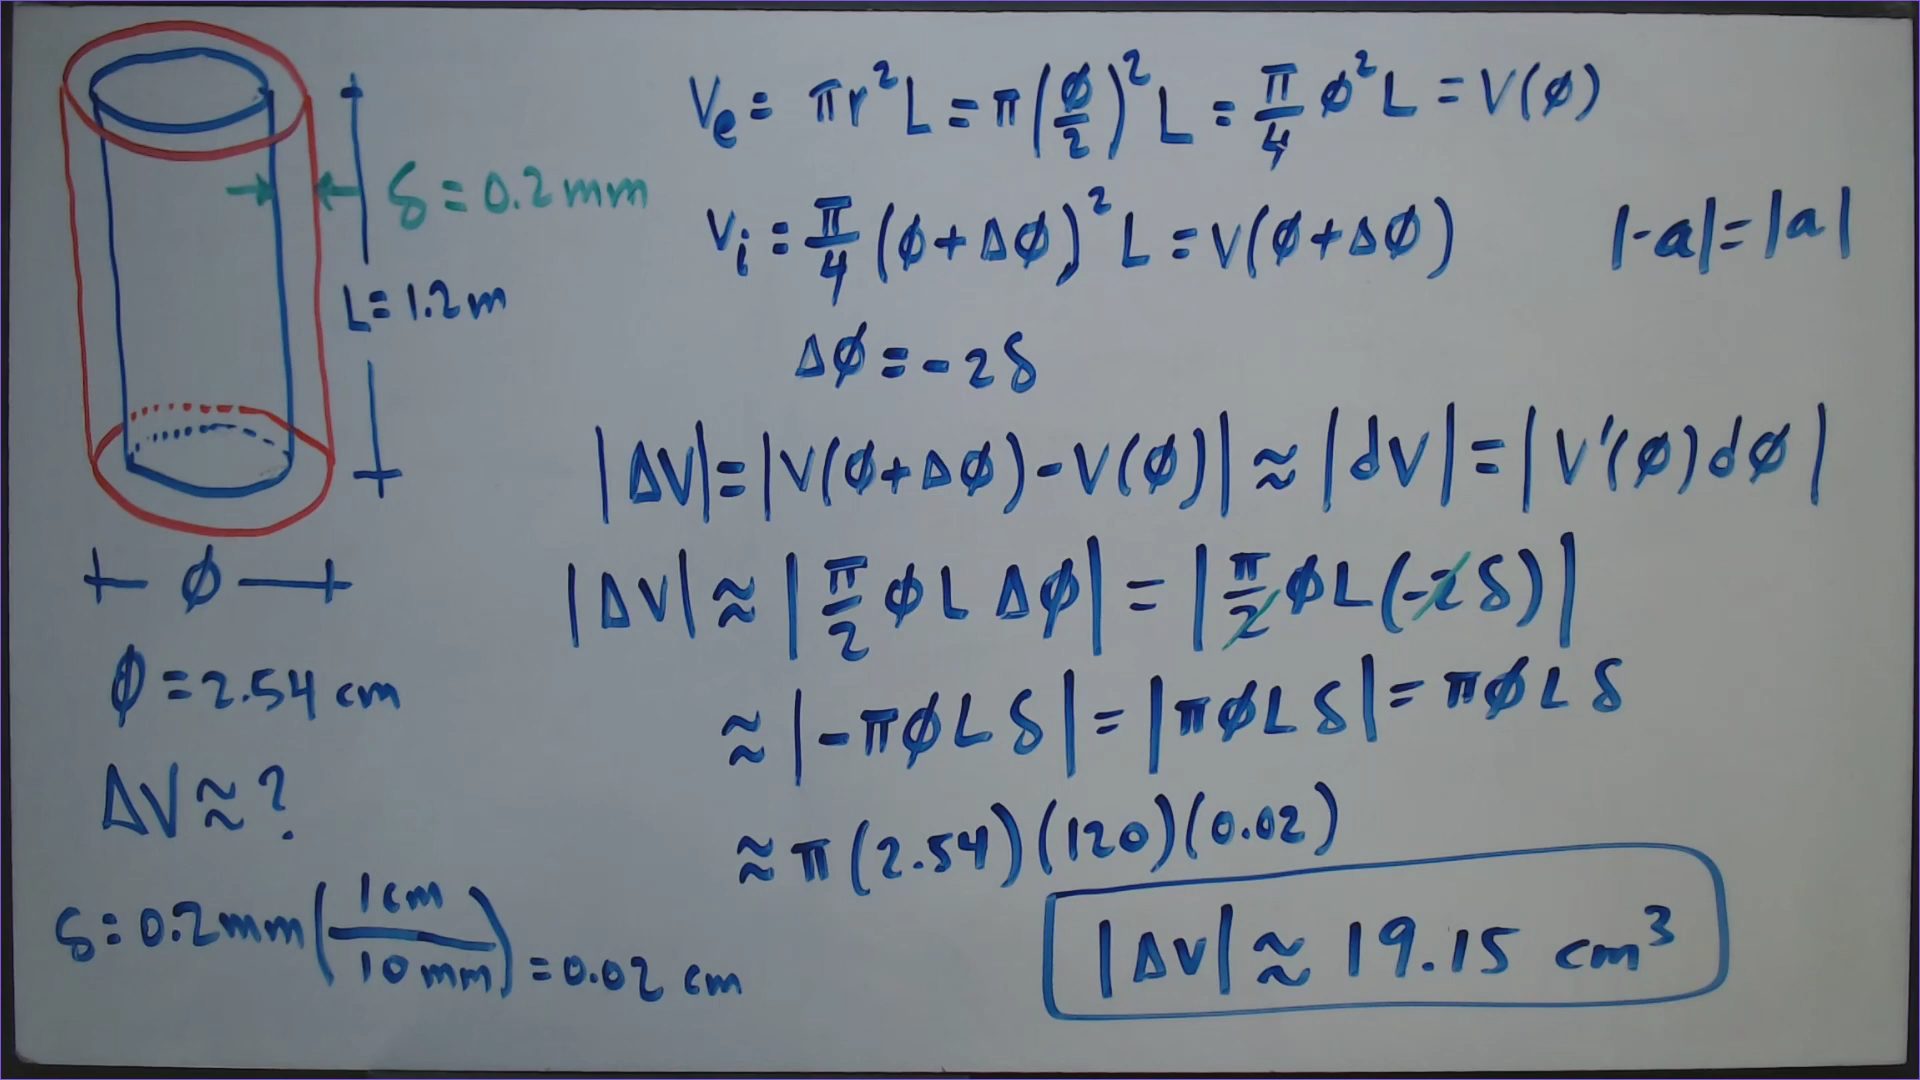 δ = 0.2 mm
L = 1.2 m
ϕ
ϕ = 2.54 cm
ΔV ≈ ?
δ = 0.2 mm (1 cm / 10 mm) = 0.02 cm
Ve = πr²L = π(ϕ/2)²L = π/4 ϕ²L = V(ϕ)
Vi = π/4 (ϕ + Δϕ)²L = V(ϕ + Δϕ)
|-a| = |a|
Δϕ = -2δ
|ΔV| = |V(ϕ + Δϕ) - V(ϕ)| ≈ |dV| = |V'(ϕ)dϕ|
|ΔV| ≈ |π/2 ϕ L Δϕ| = |π/2 ϕ L (-2δ)|
≈ |-πϕLδ| = |πϕLδ| = πϕLδ
≈ π(2.54)(120)(0.02)
|ΔV| ≈ 19.15 cm³